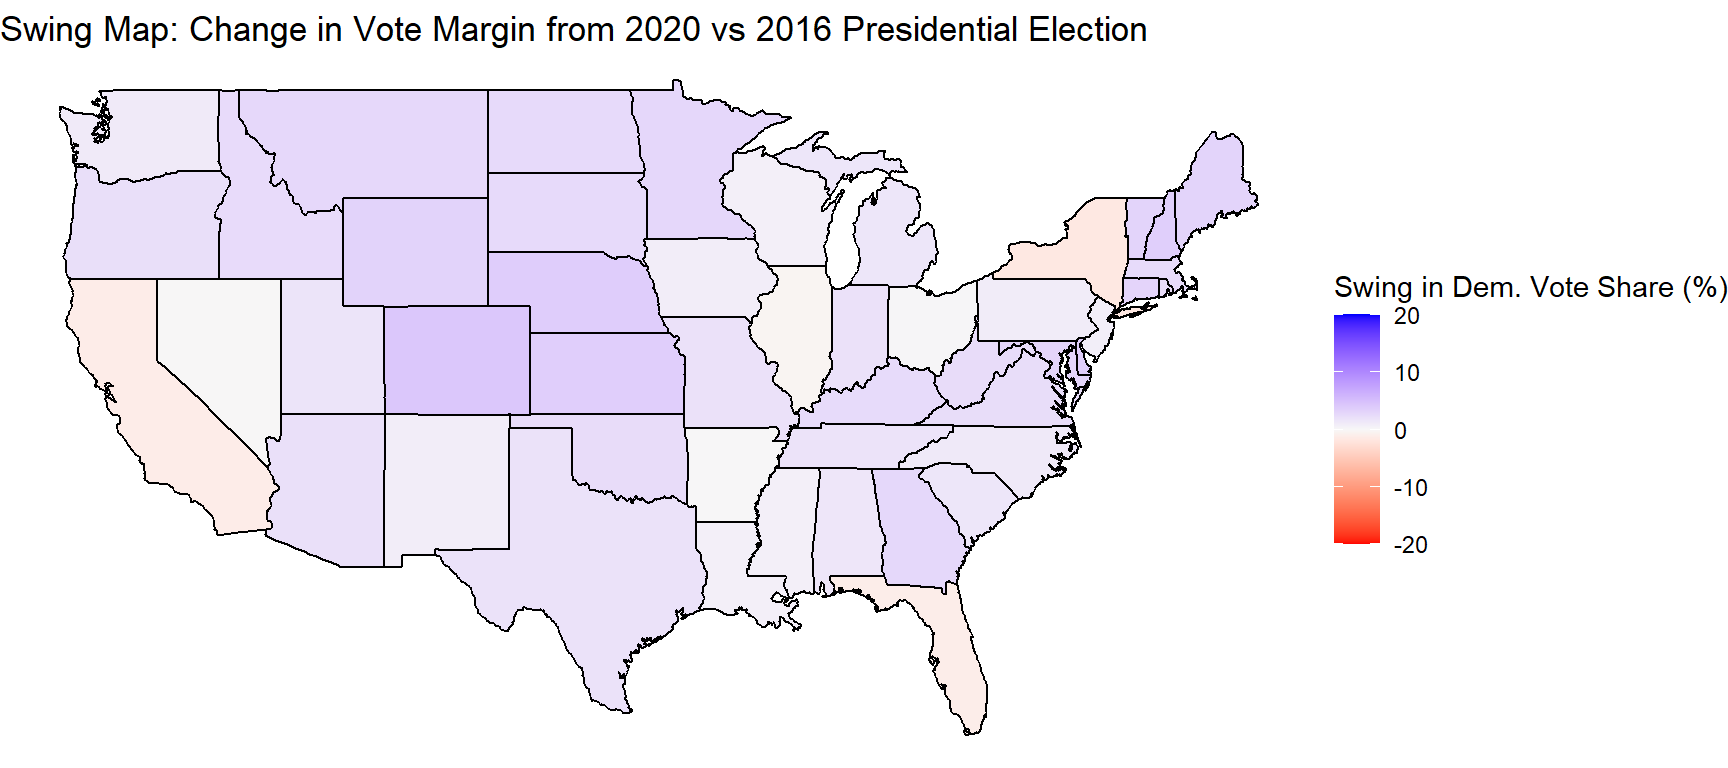 Swing Map: Change in Vote Margin from 2020 vs 2016 Presidential Election
Swing in Dem. Vote Share (%)
20
10
0
-10
-20